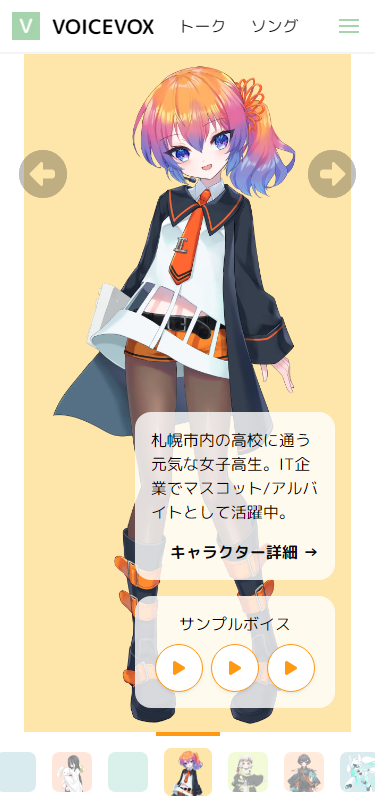 V VOICEVOX トーク ソング
札幌市内の高校に通う
元気な女子高生。IT企
業でマスコット/アルバ
イトとして活躍中。
キャラクター詳細 →
サンプルボイス